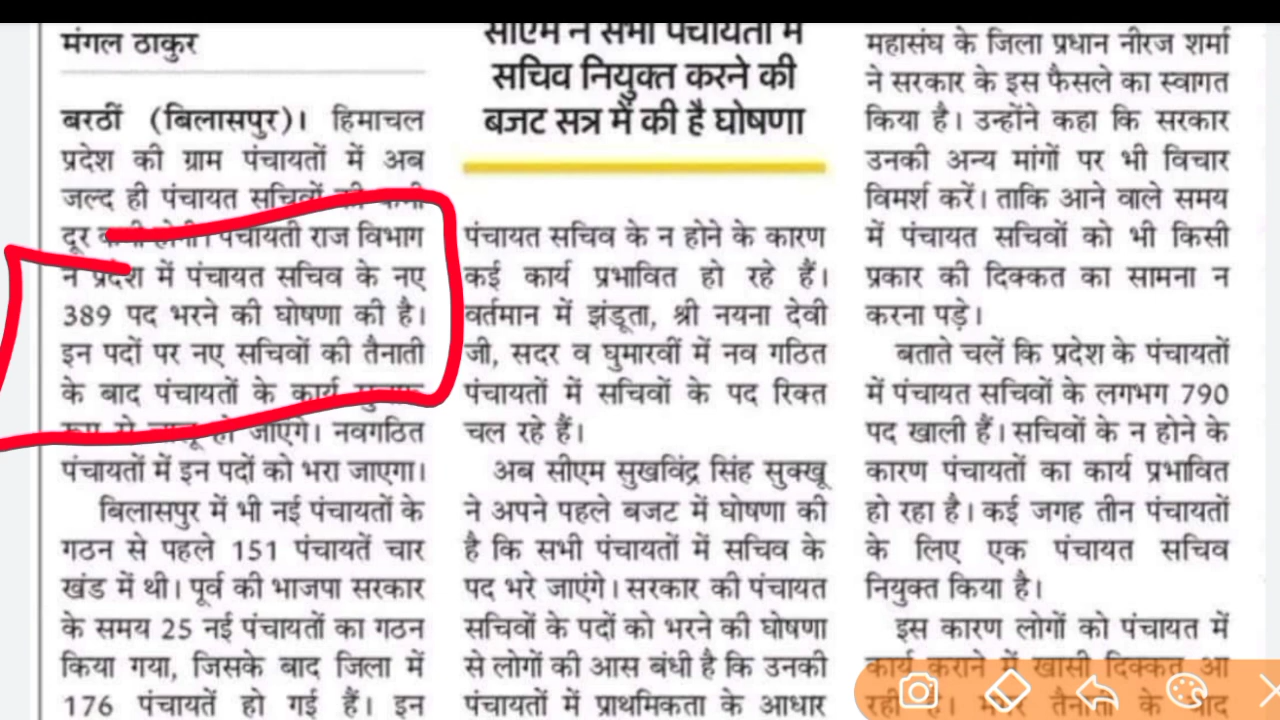 मंगल ठाकुर
बरठीं (बिलासपुर)। हिमाचल
प्रदेश की ग्राम पंचायतों में अब
जल्द ही पंचायत सचिवों की कमी
दूर होगी। पंचायती राज विभाग
ने प्रदेश में पंचायत सचिव के नए
389 पद भरने की घोषणा की है।
इन पदों पर नए सचिवों की तैनाती
के बाद पंचायतों के कार्य
हो जाएंगे। नवगठित
पंचायतों में इन पदों को भरा जाएगा।
बिलासपुर में भी नई पंचायतों के
गठन से पहले 151 पंचायतें चार
खंड में थी। पूर्व की भाजपा सरकार
के समय 25 नई पंचायतों का गठन
किया गया, जिसके बाद जिला में
176 पंचायतें हो गई हैं। इन
सीएम ने सभी पंचायतों में
सचिव नियुक्त करने की
बजट सत्र में की है घोषणा
पंचायत सचिव के न होने के कारण
कई कार्य प्रभावित हो रहे हैं।
वर्तमान में झंडूता, श्री नयना देवी
जी, सदर व घुमारवीं में नव गठित
पंचायतों में सचिवों के पद रिक्त
चल रहे हैं।
अब सीएम सुखविंद्र सिंह सुक्खू
ने अपने पहले बजट में घोषणा की
है कि सभी पंचायतों में सचिव के
पद भरे जाएंगे। सरकार की पंचायत
सचिवों के पदों को भरने की घोषणा
से लोगों की आस बंधी है कि उनकी
पंचायतों में प्राथमिकता के आधार
महासंघ के जिला प्रधान नीरज शर्मा
ने सरकार के इस फैसले का स्वागत
किया है। उन्होंने कहा कि सरकार
उनकी अन्य मांगों पर भी विचार
विमर्श करें। ताकि आने वाले समय
में पंचायत सचिवों को भी किसी
प्रकार की दिक्कत का सामना न
करना पड़े।
बताते चलें कि प्रदेश के पंचायतों
में पंचायत सचिवों के लगभग 790
पद खाली हैं। सचिवों के न होने के
कारण पंचायतों का कार्य प्रभावित
हो रहा है। कई जगह तीन पंचायतों
के लिए एक पंचायत सचिव
नियुक्त किया है।
इस कारण लोगों को पंचायत में
कार्य कराने में खासी दिक्कत आ
रही है। के बाद